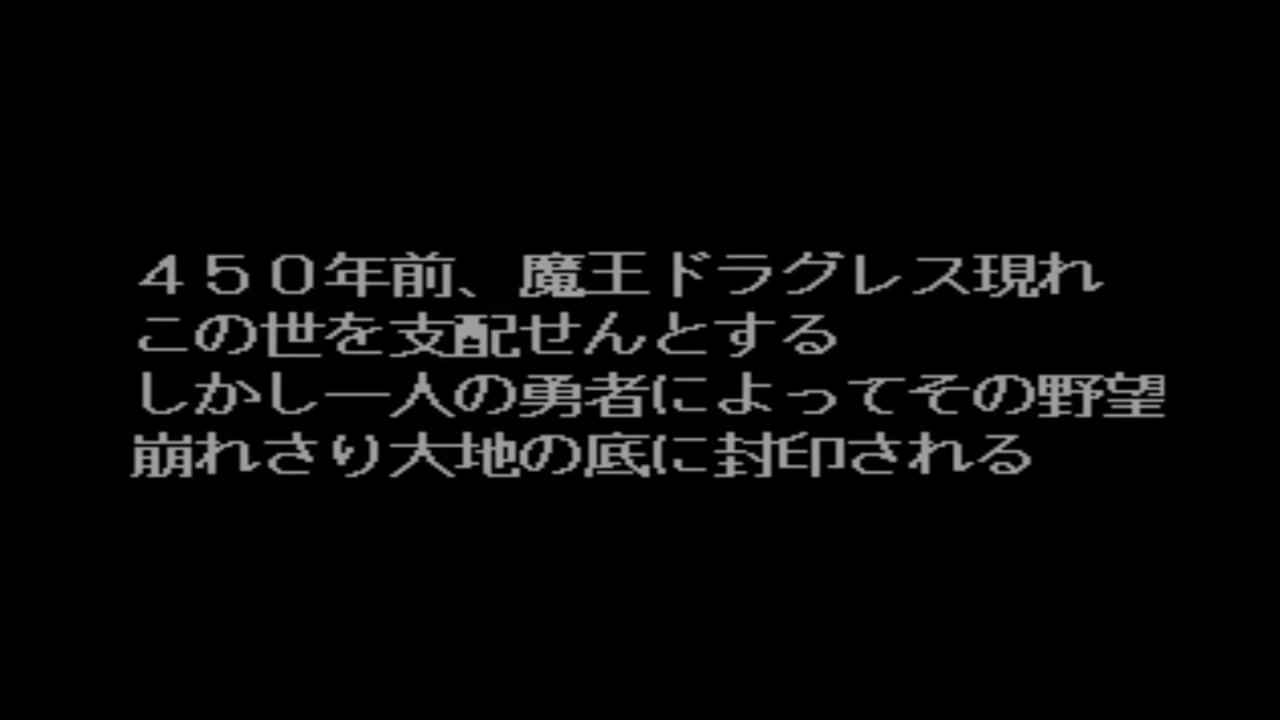 ４５０年前、魔王ドラグレス現れ
この世を支配せんとする
しかし一人の勇者によってその野望
崩れさり大地の底に封印される